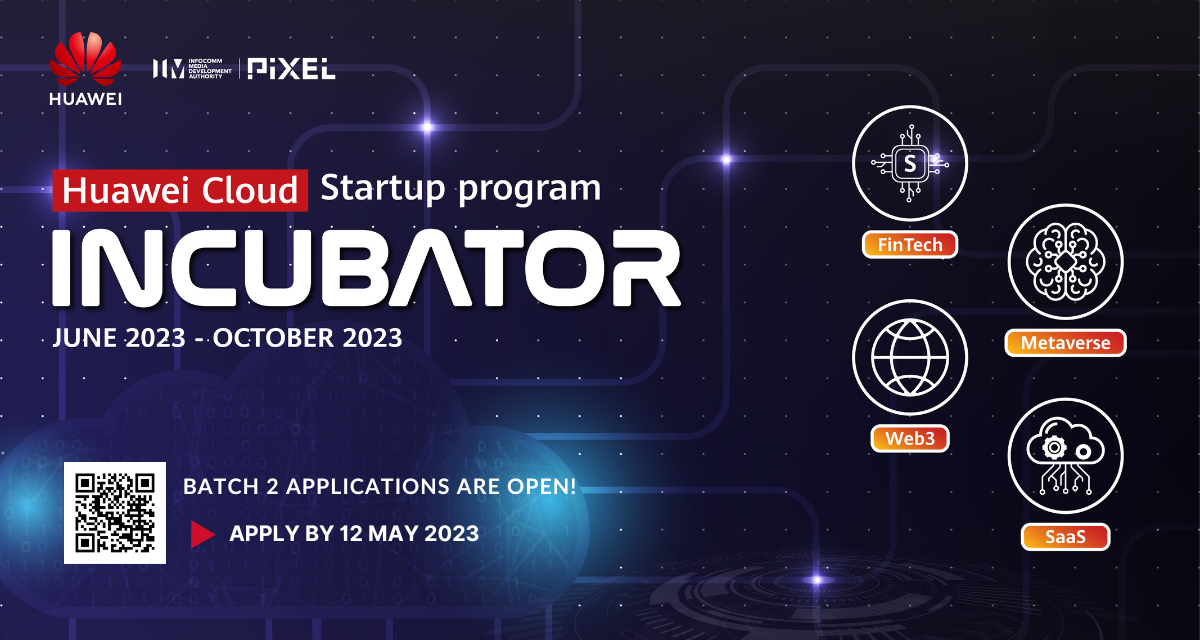 HUAWEI
INFOCOMM
MEDIA
DEVELOPMENT
AUTHORITY
PIXEL
Huawei Cloud Startup program
INCUBATOR
JUNE 2023 - OCTOBER 2023
BATCH 2 APPLICATIONS ARE OPEN!
APPLY BY 12 MAY 2023
S
FinTech
Metaverse
Web3
SaaS